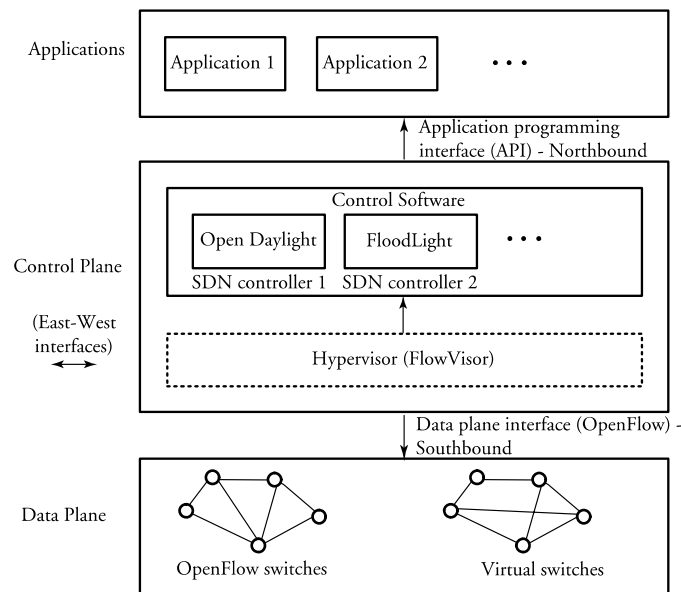 Applications
Application 1
Application 2
Application programming
interface (API) - Northbound
Control Plane
(East-West
interfaces)
Control Software
Open Daylight
FloodLight
SDN controller 1
SDN controller 2
Hypervisor (FlowVisor)
Data plane interface (OpenFlow) -
Southbound
Data Plane
OpenFlow switches
Virtual switches